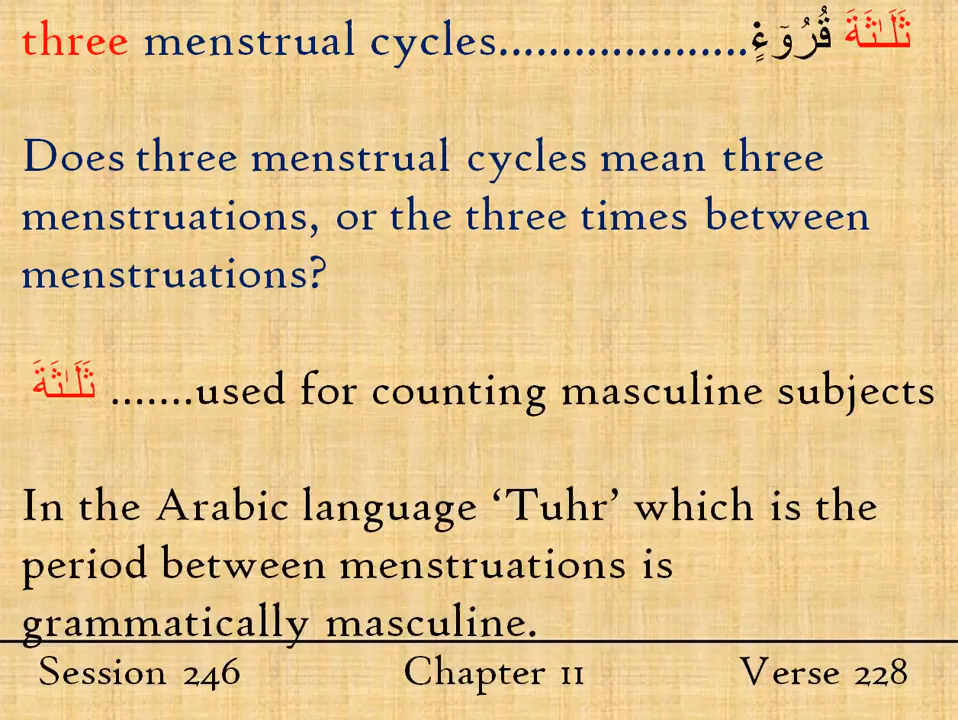 three menstrual cycles....................ثَلَـٰثَةَ قُرُوٓءٍۢ
Does three menstrual cycles mean three
menstruations, or the three times between
menstruations?
ثَلَـٰثَةَ .......used for counting masculine subjects
In the Arabic language ‘Tuhr’ which is the
period between menstruations is
grammatically masculine.
Session 246 Chapter 11 Verse 228